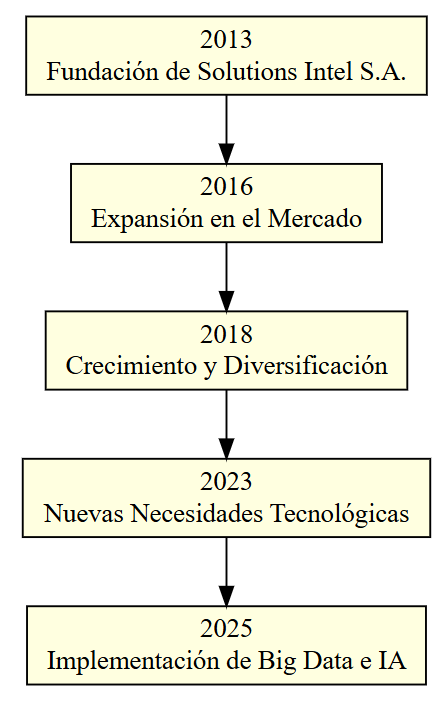 2013
Fundación de Solutions Intel S.A.
2016
Expansión en el Mercado
2018
Crecimiento y Diversificación
2023
Nuevas Necesidades Tecnológicas
2025
Implementación de Big Data e IA